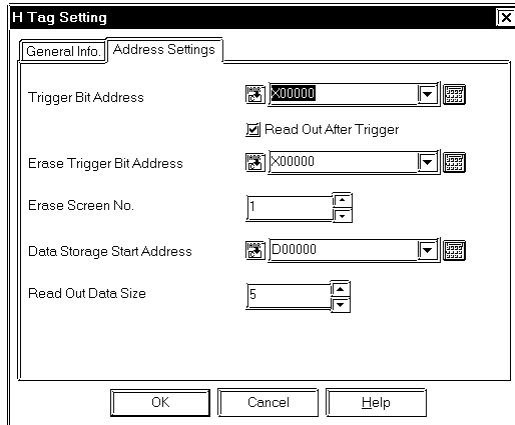 H Tag Setting
General Info. Address Settings
Trigger Bit Address X00000
Read Out After Trigger
Erase Trigger Bit Address X00000
Erase Screen No. 1
Data Storage Start Address D00000
Read Out Data Size 5
OK Cancel Help